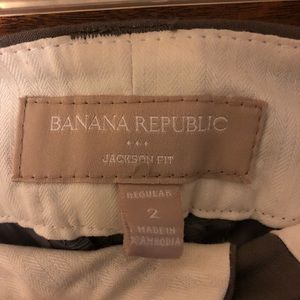 BANANA REPUBLIC
JACKSON FIT
REGULAR
2
MADE IN
CAMBODIA